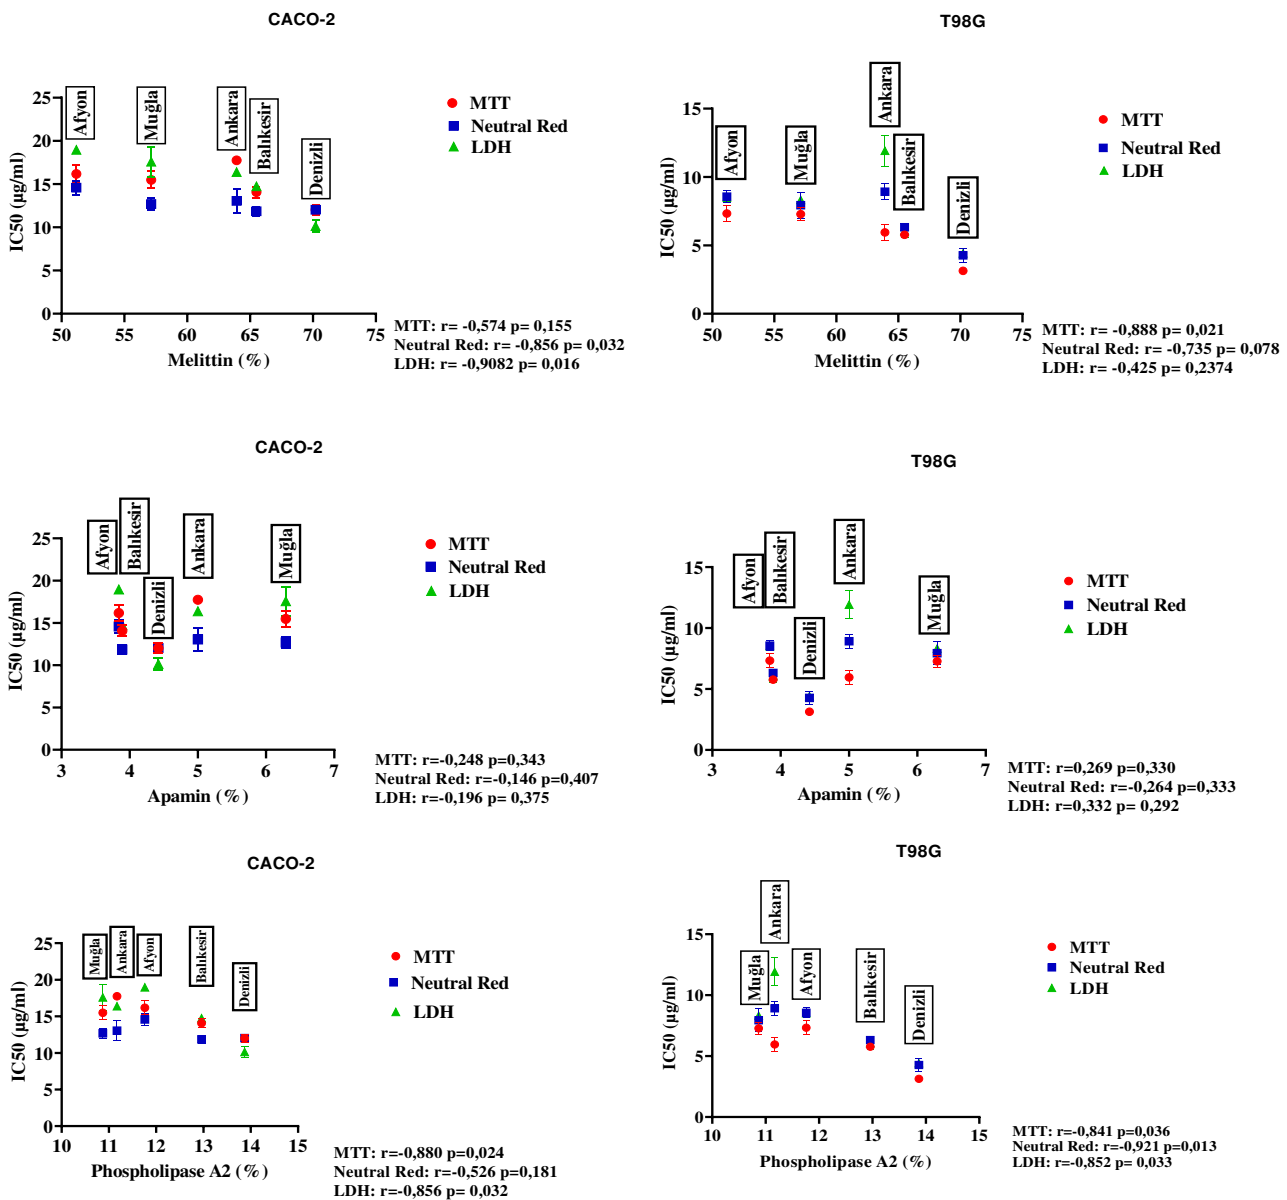 CACO-2
IC50 (µg/ml)
25
20
15
10
5
0
Afyon
Muğla
Ankara
Balıkesir
Denizli
MTT
Neutral Red
LDH
50 55 60 65 70 75
Melittin (%)
MTT: r= -0,574 p= 0,155
Neutral Red: r= -0,856 p= 0,032
LDH: r= -0,9082 p= 0,016
T98G
IC50 (µg/ml)
15
10
5
0
Afyon
Muğla
Ankara
Balıkesir
Denizli
MTT
Neutral Red
LDH
50 55 60 65 70 75
Melittin (%)
MTT: r= -0,888 p= 0,021
Neutral Red: r= -0,735 p= 0,078
LDH: r= -0,425 p= 0,2374
CACO-2
IC50 (µg/ml)
25
20
15
10
5
0
Afyon
Balıkesir
Denizli
Ankara
Muğla
MTT
Neutral Red
LDH
3 4 5 6 7
Apamin (%)
MTT: r=-0,248 p=0,343
Neutral Red: r=-0,146 p=0,407
LDH: r=-0,196 p= 0,375
T98G
IC50 (µg/ml)
15
10
5
0
Afyon
Balıkesir
Denizli
Ankara
Muğla
MTT
Neutral Red
LDH
3 4 5 6 7
Apamin (%)
MTT: r=0,269 p=0,330
Neutral Red: r=-0,264 p=0,333
LDH: r=0,332 p= 0,292
CACO-2
IC50 (µg/ml)
25
20
15
10
5
0
Muğla
Ankara
Afyon
Balıkesir
Denizli
MTT
Neutral Red
LDH
10 11 12 13 14 15
Phospholipase A2 (%)
MTT: r=-0,880 p=0,024
Neutral Red: r=-0,526 p=0,181
LDH: r=-0,856 p= 0,032
T98G
IC50 (µg/ml)
15
10
5
0
Muğla
Ankara
Afyon
Balıkesir
Denizli
MTT
Neutral Red
LDH
10 11 12 13 14 15
Phospholipase A2 (%)
MTT: r=-0,841 p=0,036
Neutral Red: r=-0,921 p=0,013
LDH: r=-0,852 p= 0,033